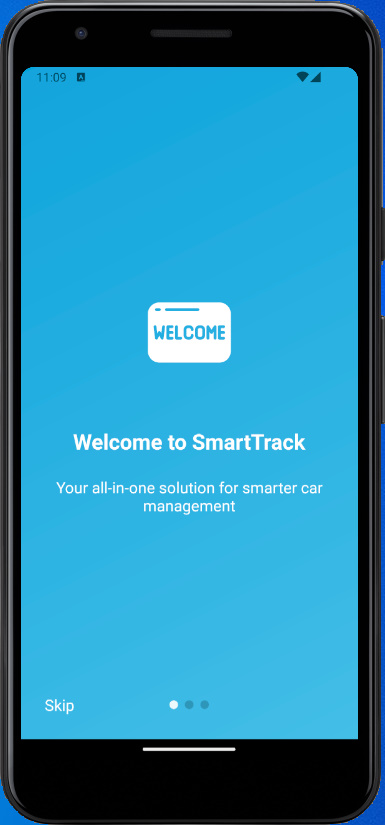 11:09
WELCOME
Welcome to SmartTrack
Your all-in-one solution for smarter car
management
Skip